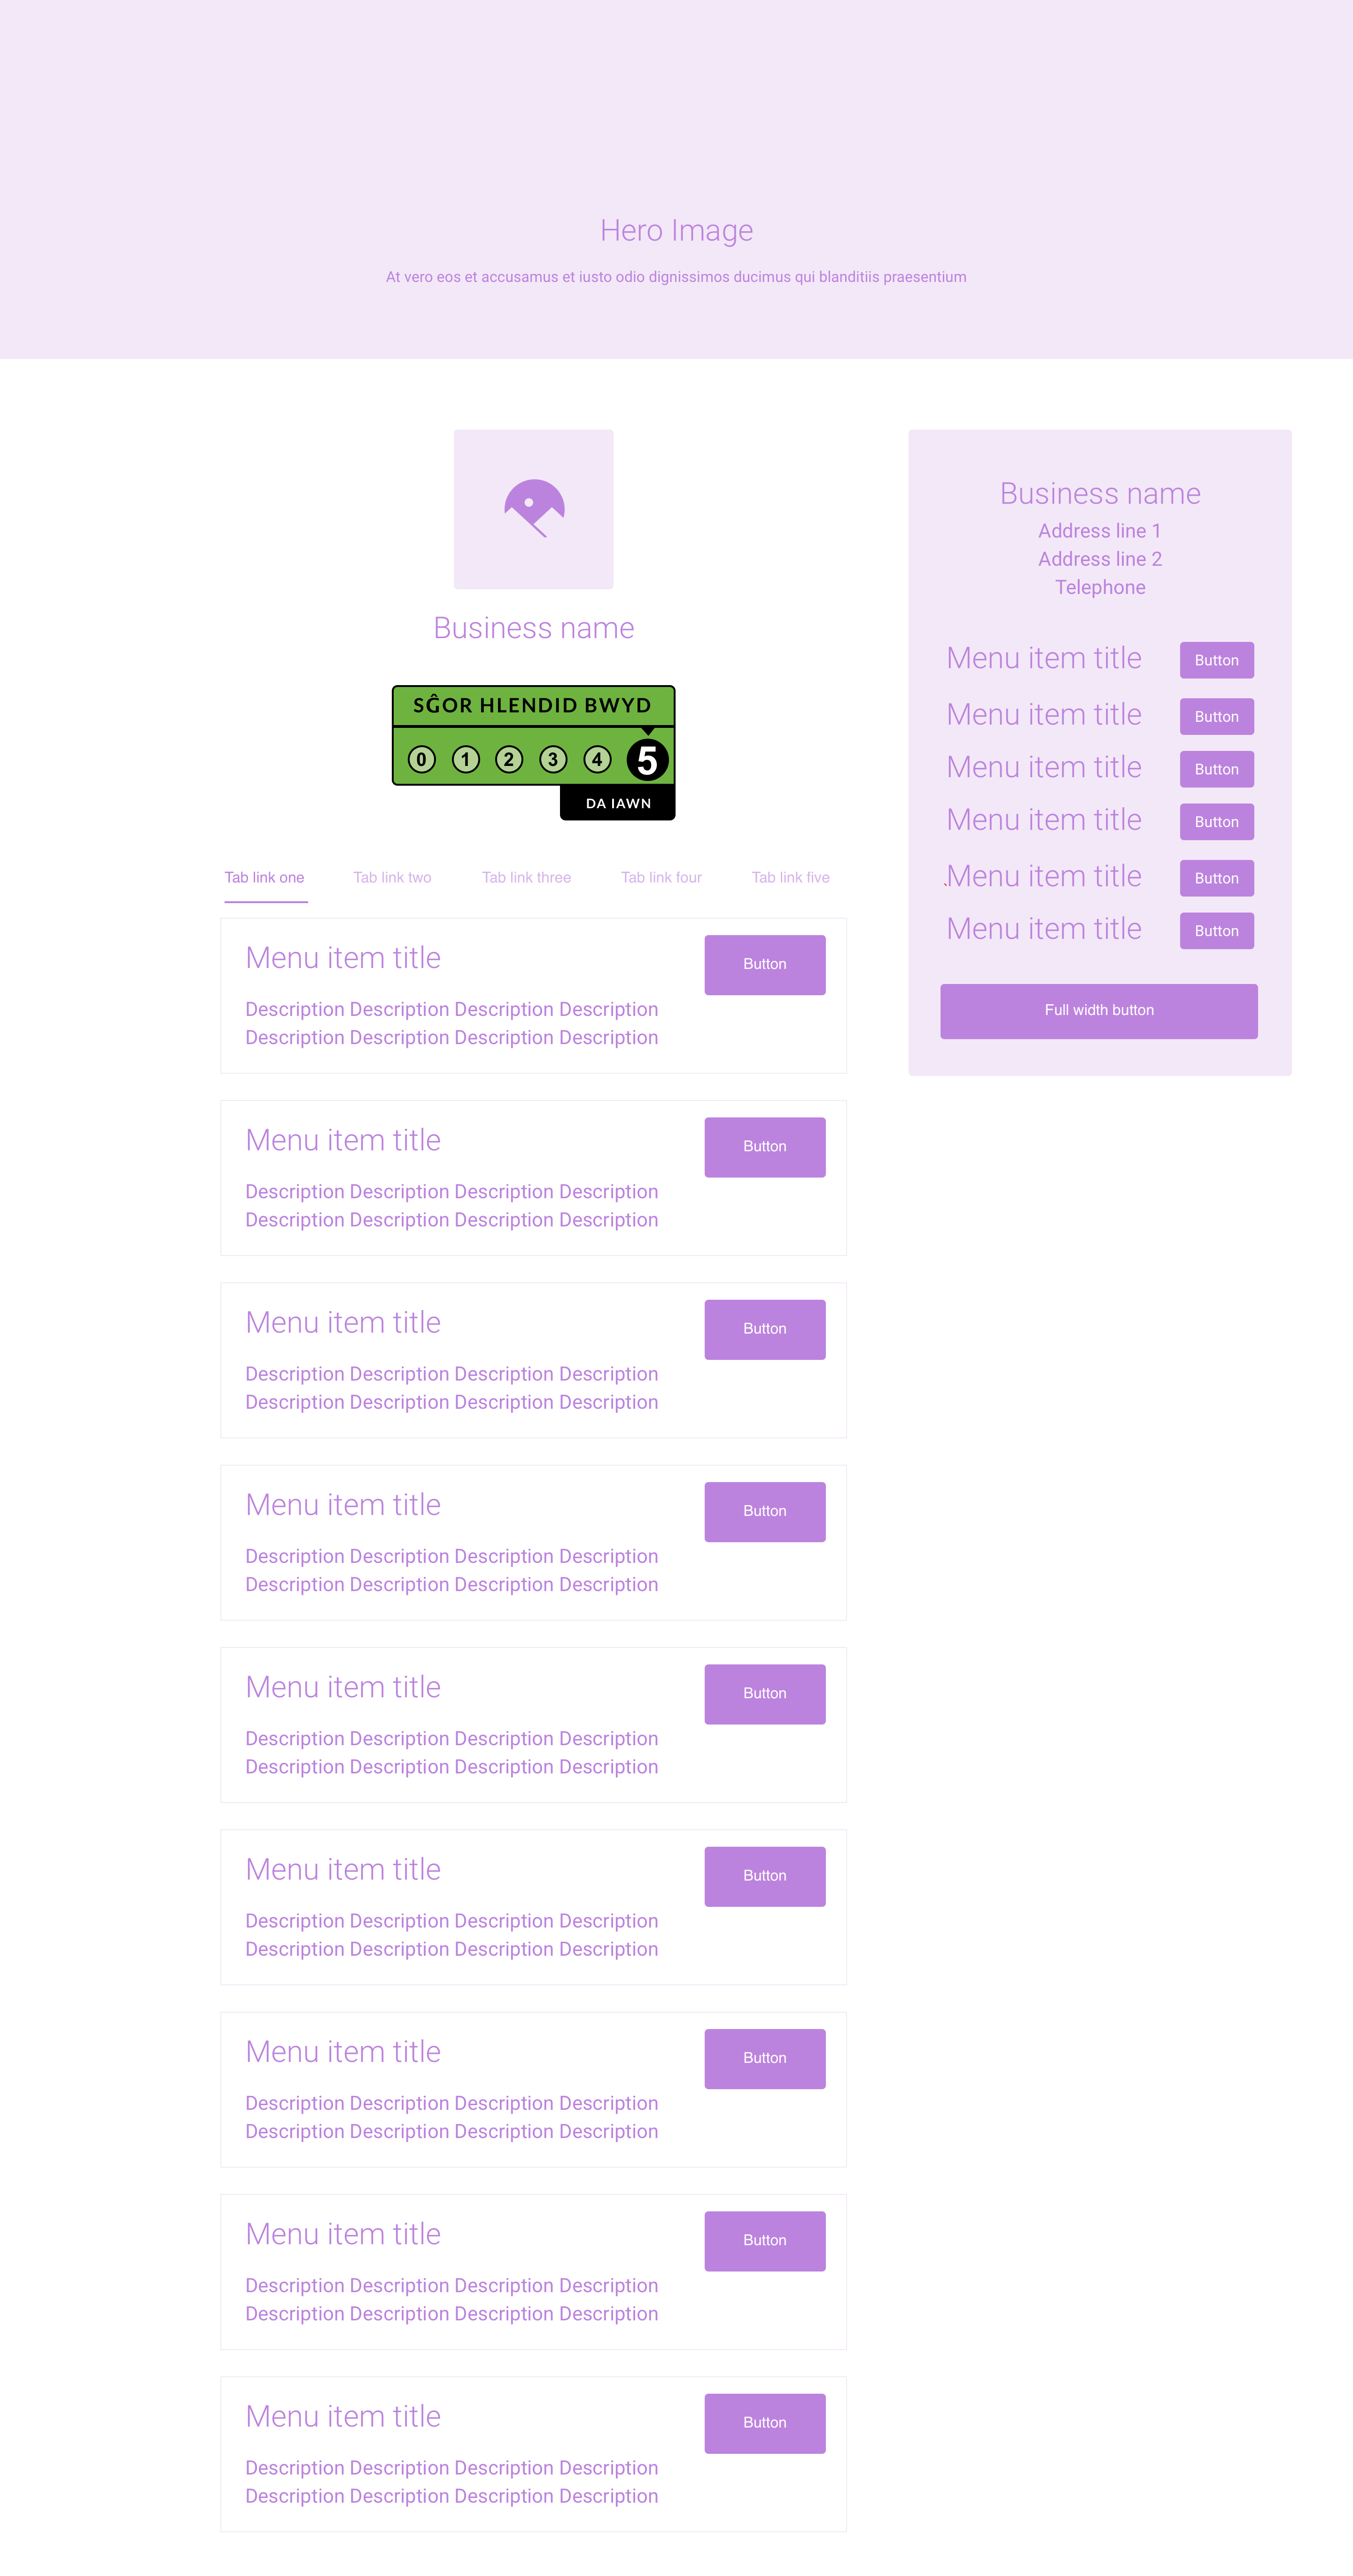 Hero Image
At vero eos et accusamus et iusto odio dignissimos ducimus qui blanditiis praesentium
Business name
SĜOR HLENDID BWYD
0 1 2 3 4 5
DA IAWN
Tab link one Tab link two Tab link three Tab link four Tab link five
Menu item title
Button
Description Description Description Description
Description Description Description Description
Menu item title
Button
Description Description Description Description
Description Description Description Description
Menu item title
Button
Description Description Description Description
Description Description Description Description
Menu item title
Button
Description Description Description Description
Description Description Description Description
Menu item title
Button
Description Description Description Description
Description Description Description Description
Menu item title
Button
Description Description Description Description
Description Description Description Description
Menu item title
Button
Description Description Description Description
Description Description Description Description
Menu item title
Button
Description Description Description Description
Description Description Description Description
Menu item title
Button
Description Description Description Description
Description Description Description Description
Business name
Address line 1
Address line 2
Telephone
Menu item title Button
Menu item title Button
Menu item title Button
Menu item title Button
Menu item title Button
Menu item title Button
Full width button